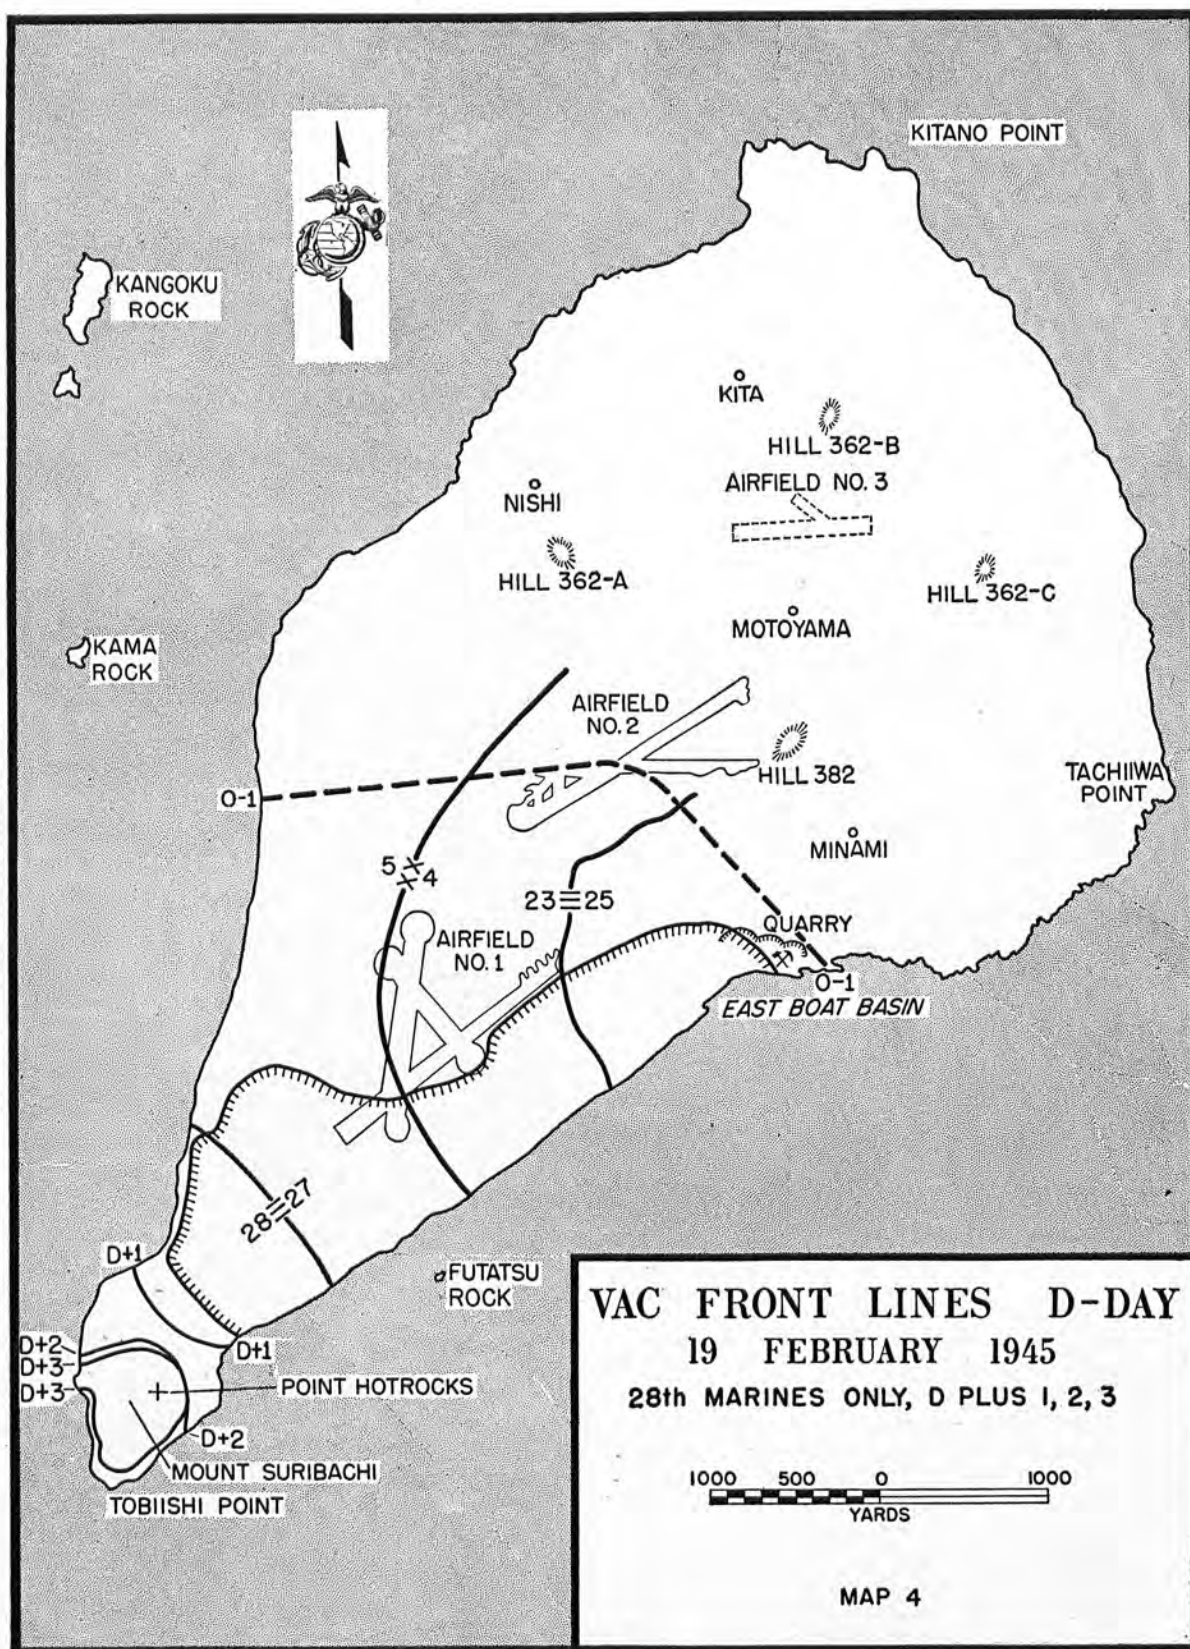 KITANO POINT
KANGOKU
ROCK
KITA
HILL 362-B
AIRFIELD NO. 3
NISHI
HILL 362-A
HILL 362-C
MOTOYAMA
KAMA
ROCK
AIRFIELD
NO. 2
HILL 382
TACHIIWA
POINT
O-1
MINAMI
5 4
23 25
QUARRY
AIRFIELD
NO. 1
O-1
EAST BOAT BASIN
28 27
D+1
FUTATSU
ROCK
D+2
D+3
D+1
D+3
POINT HOTROCKS
D+2
MOUNT SURIBACHI
TOBIISHI POINT
VAC FRONT LINES D-DAY
19 FEBRUARY 1945
28th MARINES ONLY, D PLUS 1, 2, 3
1000 500 0 1000
YARDS
MAP 4